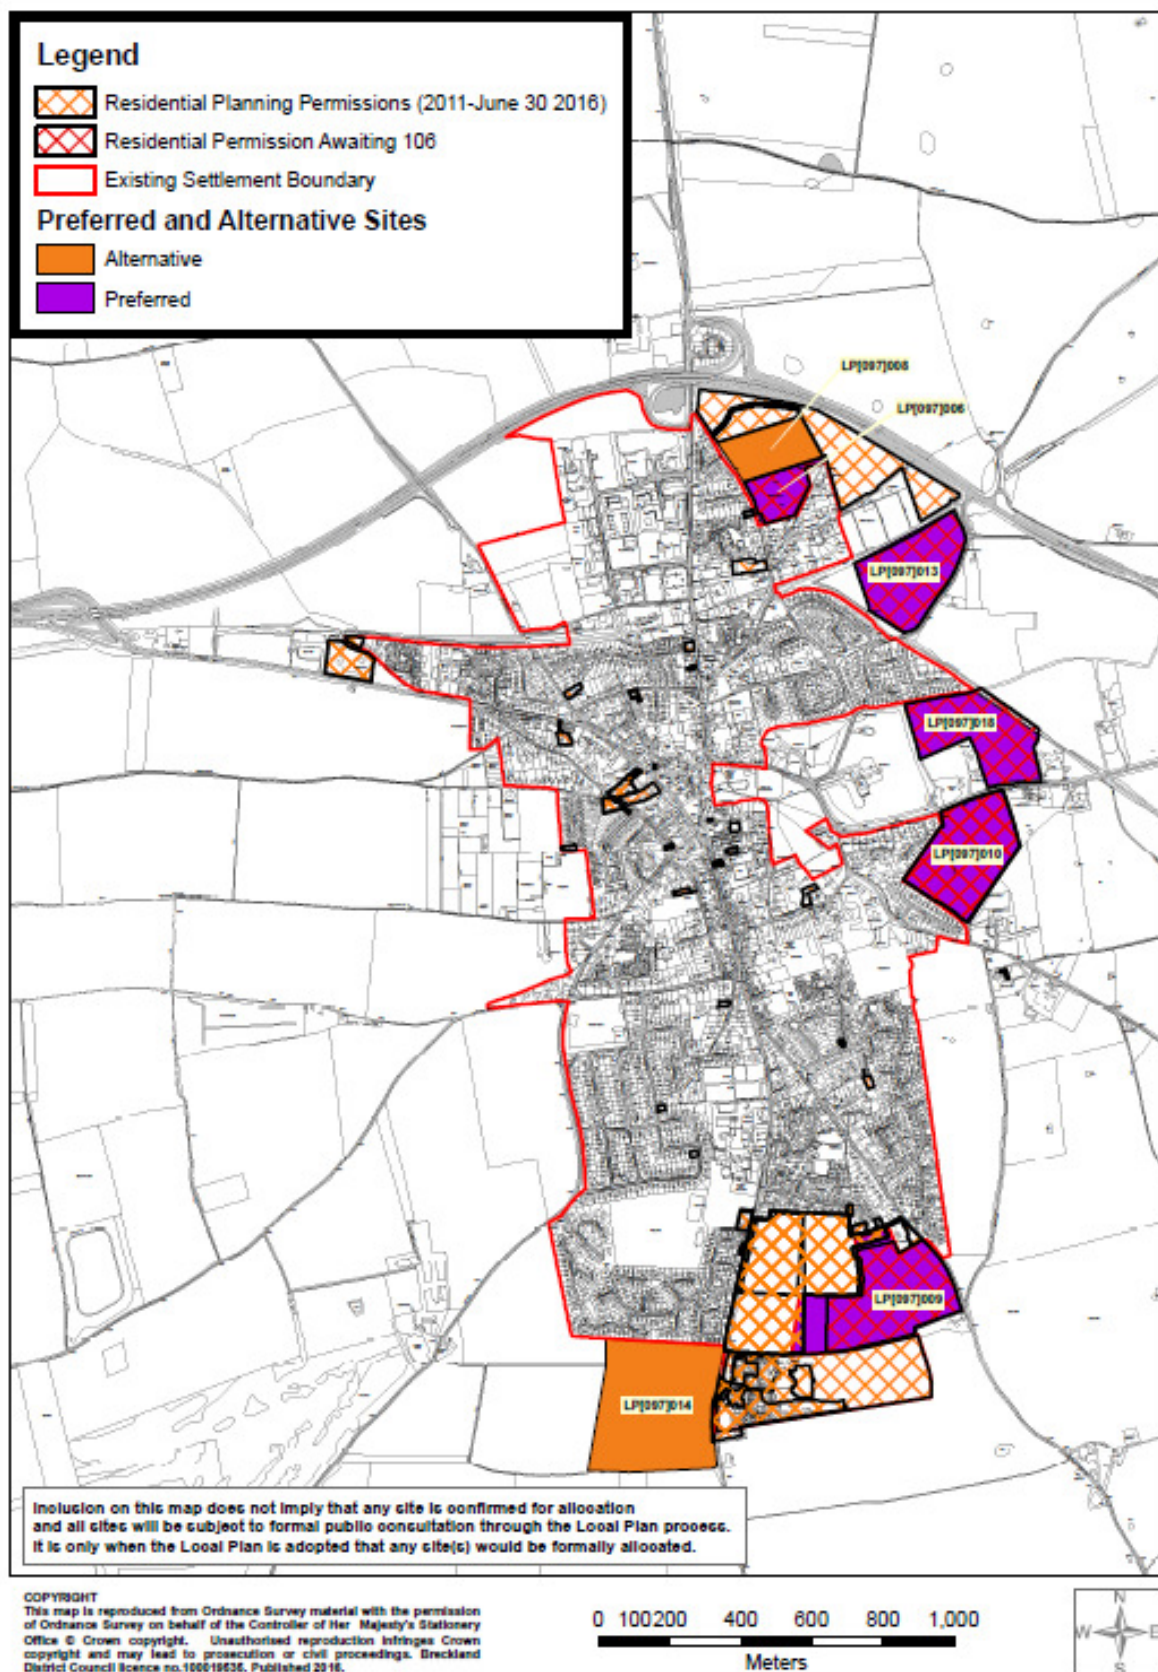 Legend
Residential Planning Permissions (2011-June 30 2016)
Residential Permission Awaiting 106
Existing Settlement Boundary
Preferred and Alternative Sites
Alternative
Preferred
LP[097]008
LP[097]006
LP[097]013
LP[097]018
LP[097]010
LP[097]009
LP[097]014
Inclusion on this map does not imply that any site is confirmed for allocation
and all sites will be subject to formal public consultation through the Local Plan process.
It is only when the Local Plan is adopted that any site(s) would be formally allocated.
COPYRIGHT
This map is reproduced from Ordnance Survey material with the permission
of Ordnance Survey on behalf of the Controller of Her Majesty's Stationery
Office © Crown copyright. Unauthorised reproduction infringes Crown
copyright and may lead to prosecution or civil proceedings. Breckland
District Council licence no.100019535. Published 2016.
0 100200 400 600 800 1,000
Meters
N
W E
S